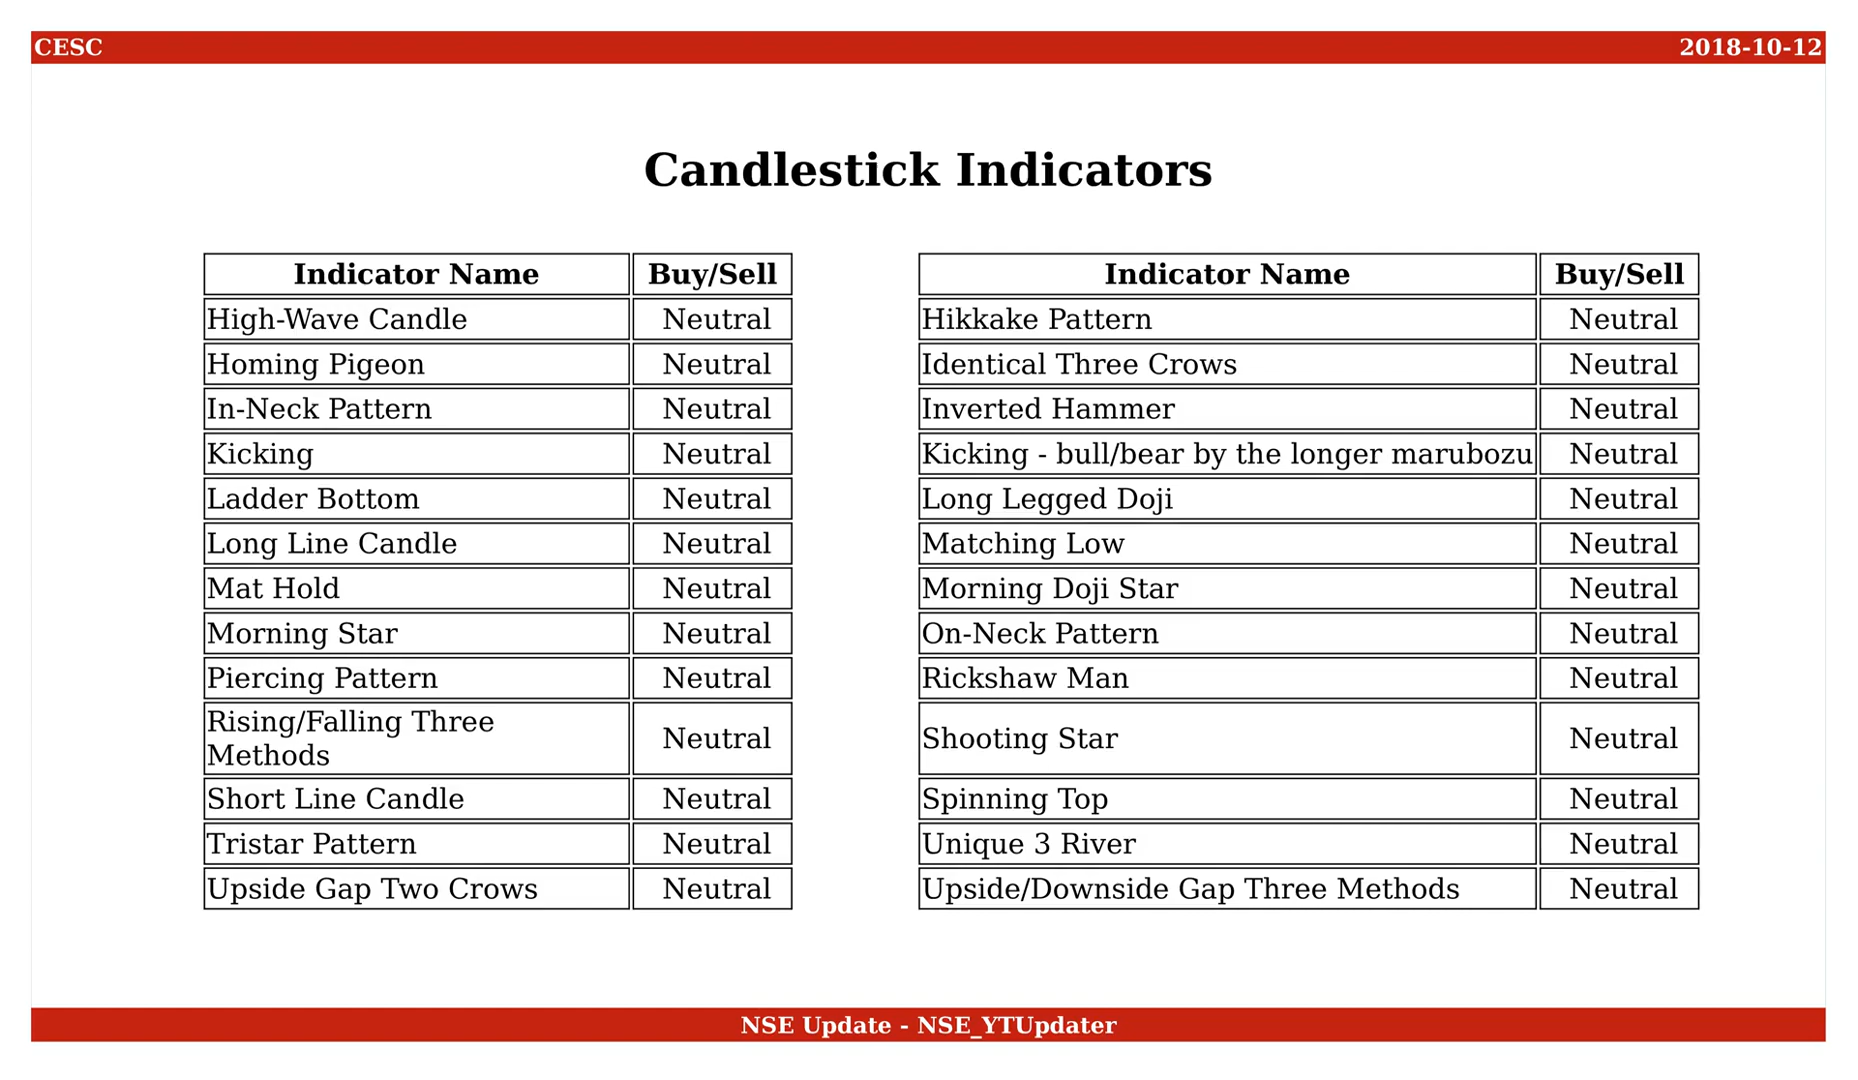 CESC
2018-10-12
Candlestick Indicators
Indicator Name Buy/Sell
High-Wave Candle Neutral
Homing Pigeon Neutral
In-Neck Pattern Neutral
Kicking Neutral
Ladder Bottom Neutral
Long Line Candle Neutral
Mat Hold Neutral
Morning Star Neutral
Piercing Pattern Neutral
Rising/Falling Three
Methods Neutral
Short Line Candle Neutral
Tristar Pattern Neutral
Upside Gap Two Crows Neutral
Indicator Name Buy/Sell
Hikkake Pattern Neutral
Identical Three Crows Neutral
Inverted Hammer Neutral
Kicking - bull/bear by the longer marubozu Neutral
Long Legged Doji Neutral
Matching Low Neutral
Morning Doji Star Neutral
On-Neck Pattern Neutral
Rickshaw Man Neutral
Shooting Star Neutral
Spinning Top Neutral
Unique 3 River Neutral
Upside/Downside Gap Three Methods Neutral
NSE Update - NSE_YTUpdater